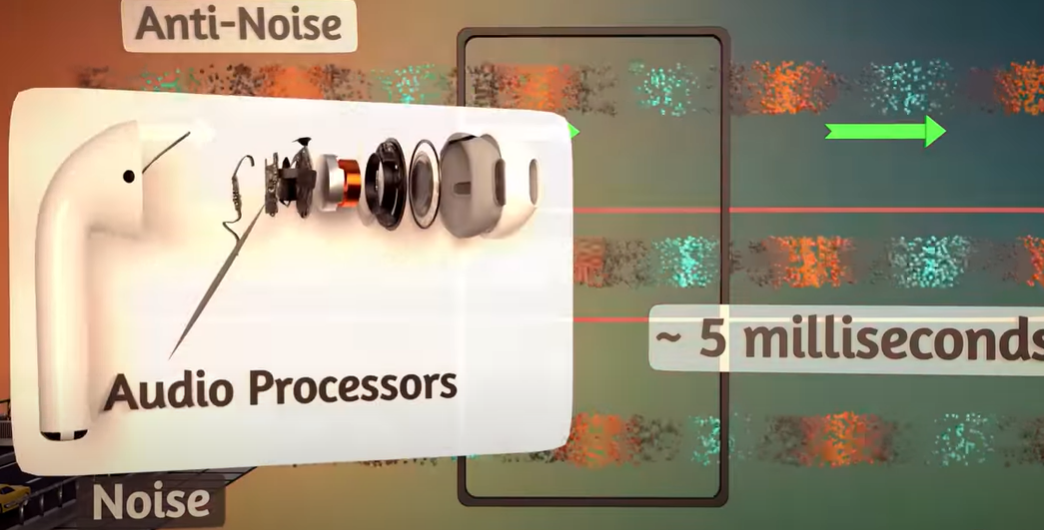 Anti-Noise
~ 5 milliseconds
Audio Processors
Noise